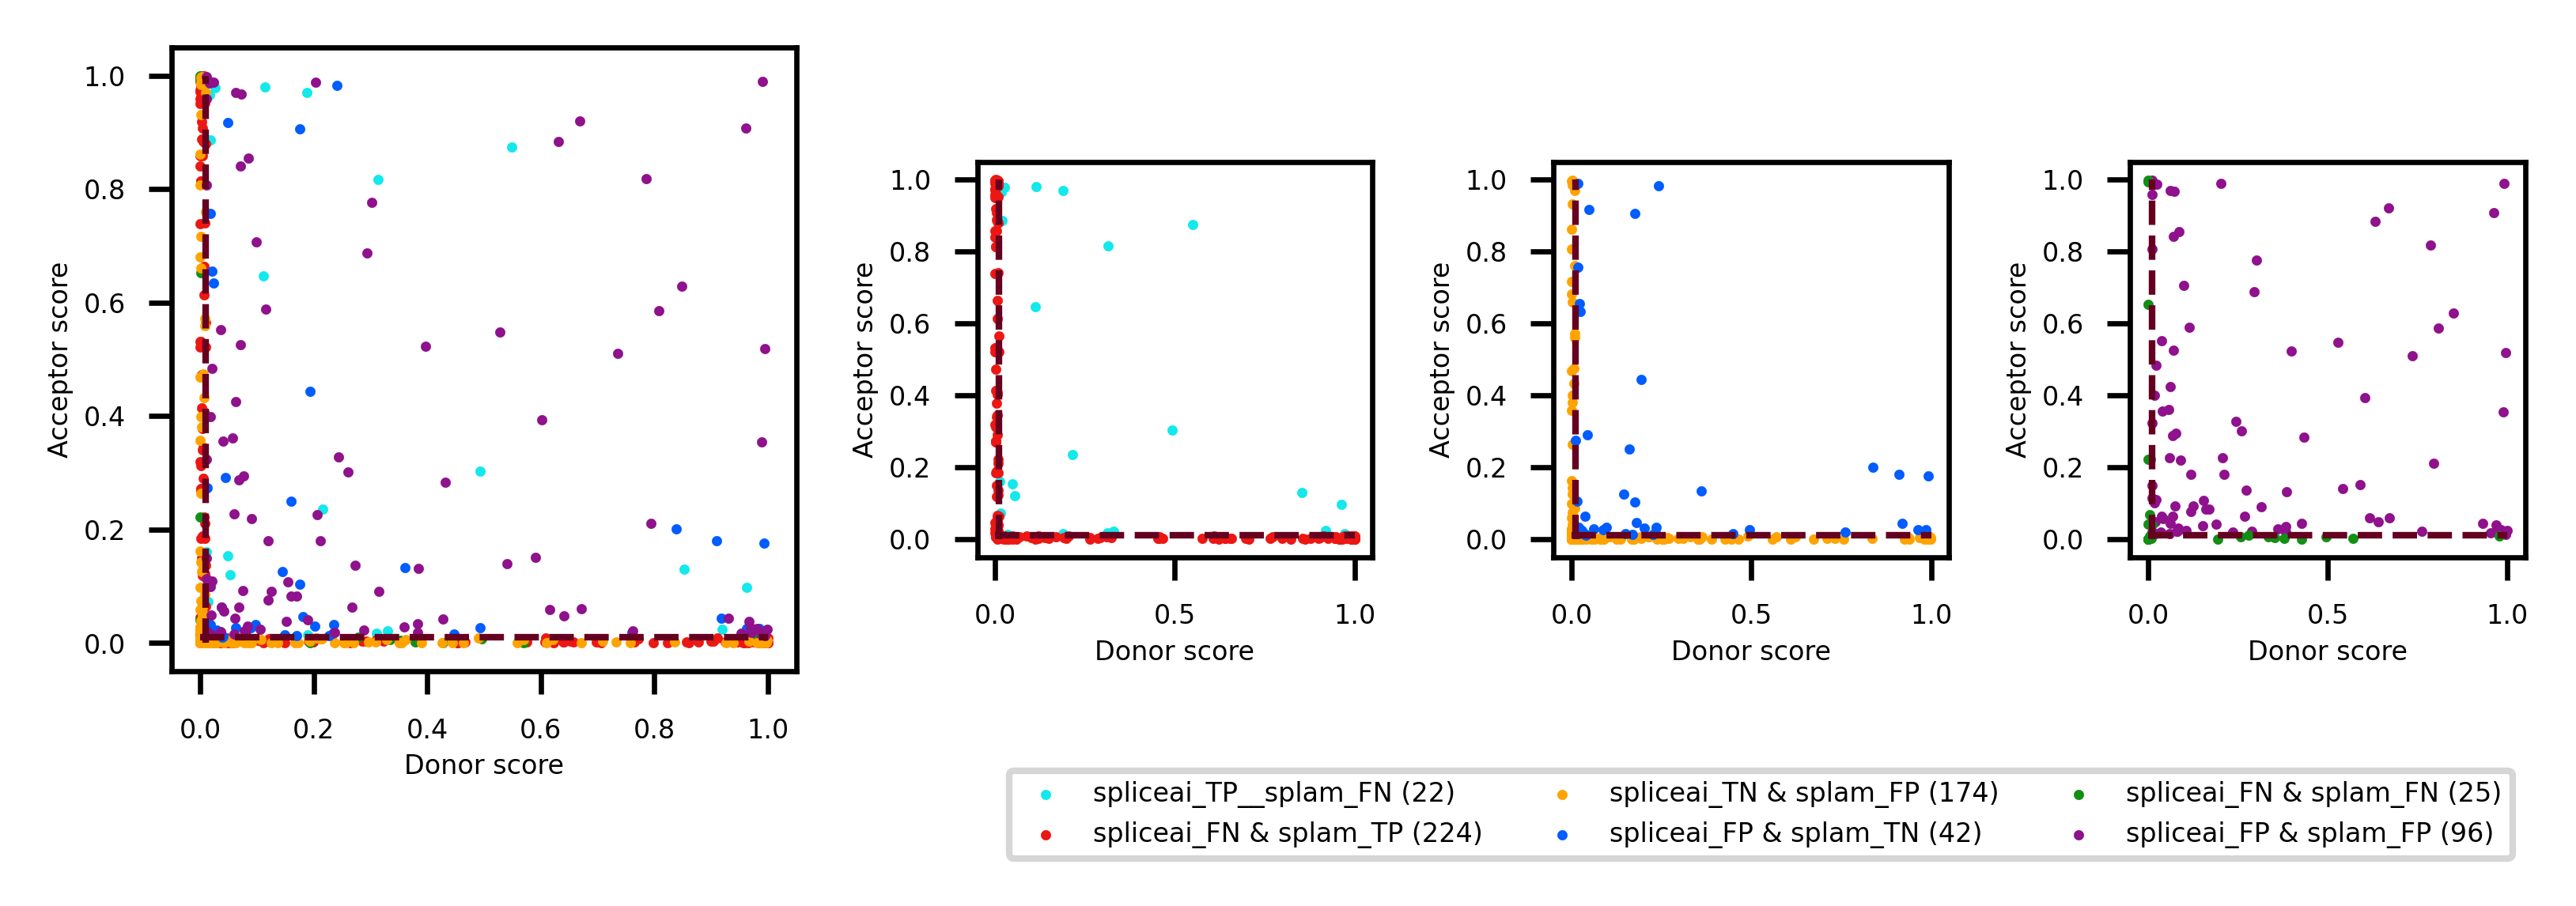 1.0
0.8
0.6
0.4
0.2
0.0
Acceptor score
0.0 0.2 0.4 0.6 0.8 1.0
Donor score
1.0
0.8
0.6
0.4
0.2
0.0
Acceptor score
0.0 0.5 1.0
Donor score
1.0
0.8
0.6
0.4
0.2
0.0
Acceptor score
0.0 0.5 1.0
Donor score
1.0
0.8
0.6
0.4
0.2
0.0
Acceptor score
0.0 0.5 1.0
Donor score
spliceai_TP__splam_FN (22)
spliceai_FN & splam_TP (224)
spliceai_TN & splam_FP (174)
spliceai_FP & splam_TN (42)
spliceai_FN & splam_FN (25)
spliceai_FP & splam_FP (96)